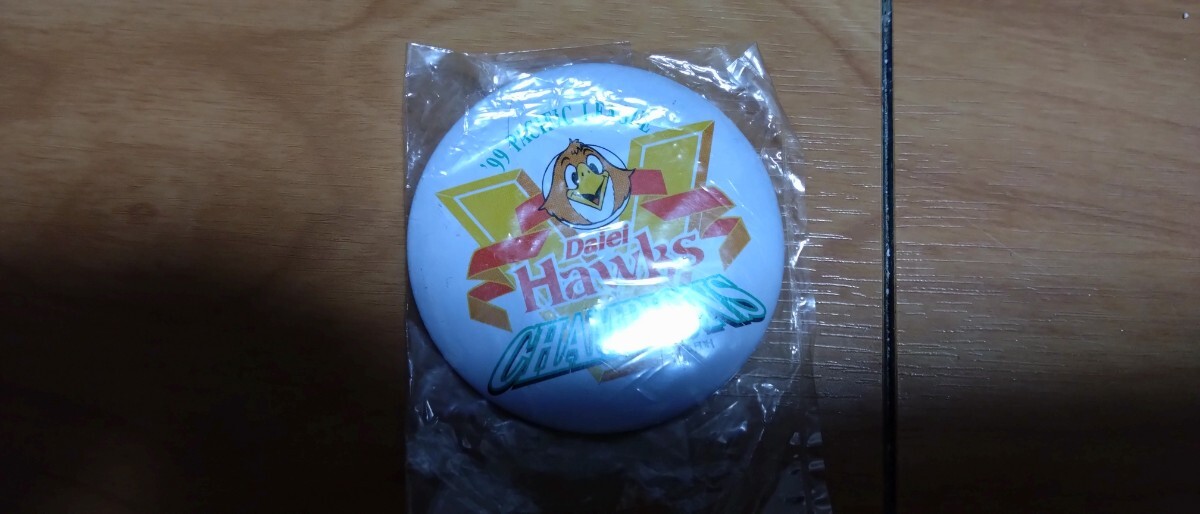 '99 PACIFIC LEAGUE
Daiei
Hawks
CHAMPIONS